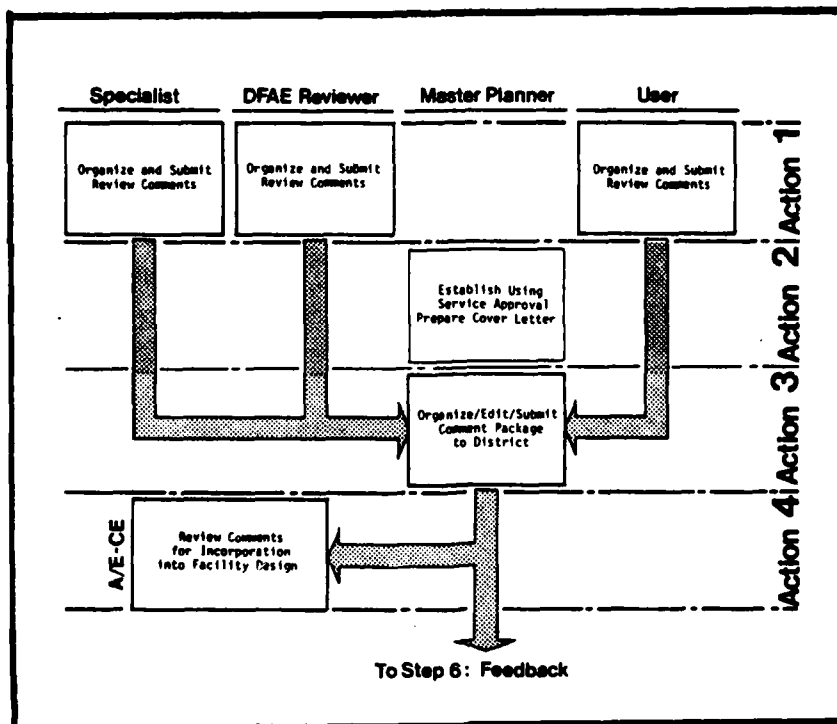 Specialist DFAE Reviewer Master Planner User
Organize and Submit
Review Comments
Organize and Submit
Review Comments
Organize and Submit
Review Comments
Action 1
Establish Using
Service Approval
Prepare Cover Letter
Action 2
Organize/Edit/Submit
Comment Package
to District
Action 3
A/E-CE
Review Comments
for Incorporation
into Facility Design
Action 4
To Step 6: Feedback